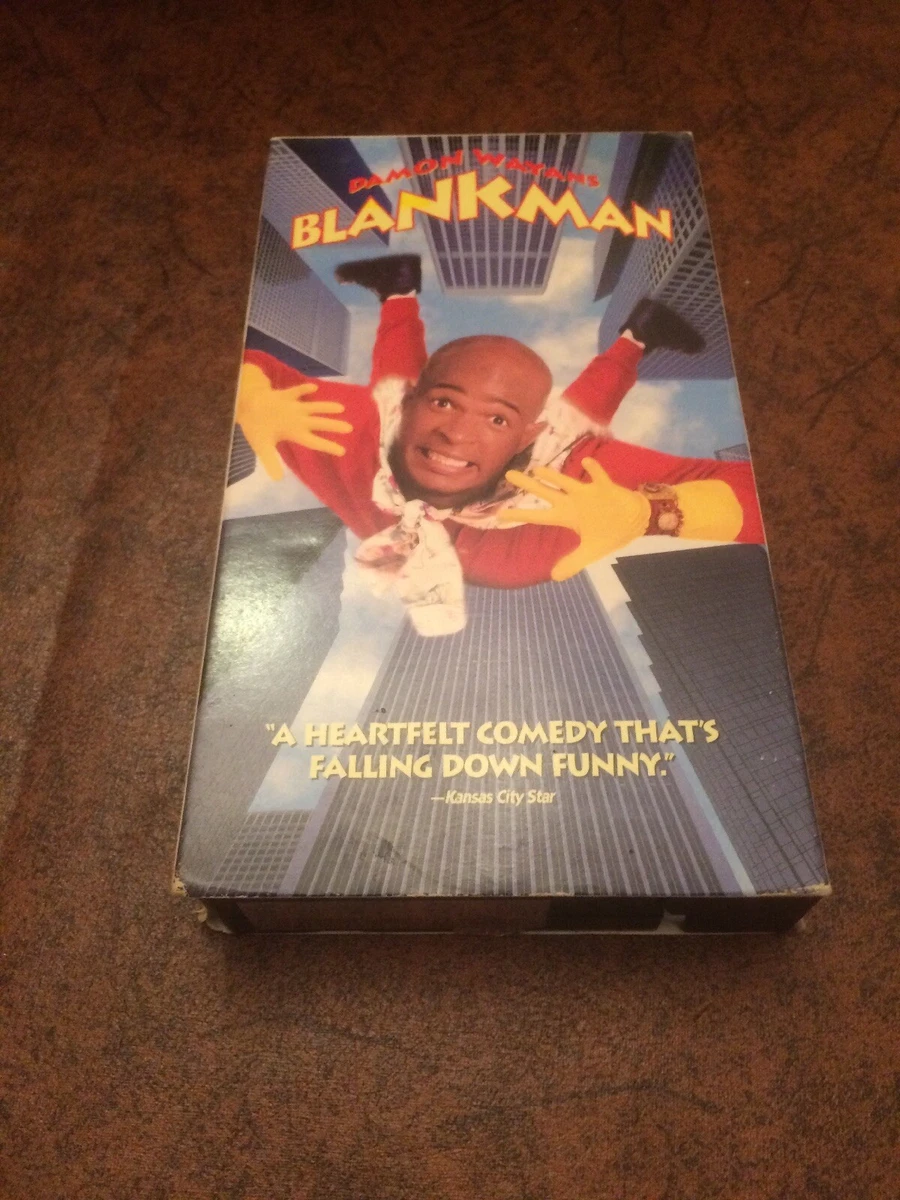 DAMON WAYANS
BLANKMAN
"A HEARTFELT COMEDY THAT'S
FALLING DOWN FUNNY."
—Kansas City Star